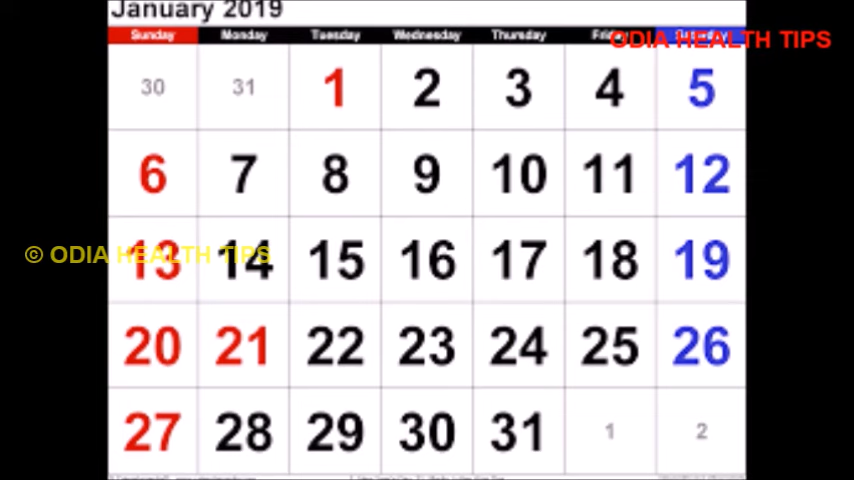 January 2019
Sunday Monday Tuesday Wednesday Thursday
ODIA HEALTH TIPS
30 31 1 2 3 4 5
6 7 8 9 10 11 12
© ODIA HEALTH TIPS
13 14 15 16 17 18 19
20 21 22 23 24 25 26
27 28 29 30 31 1 2